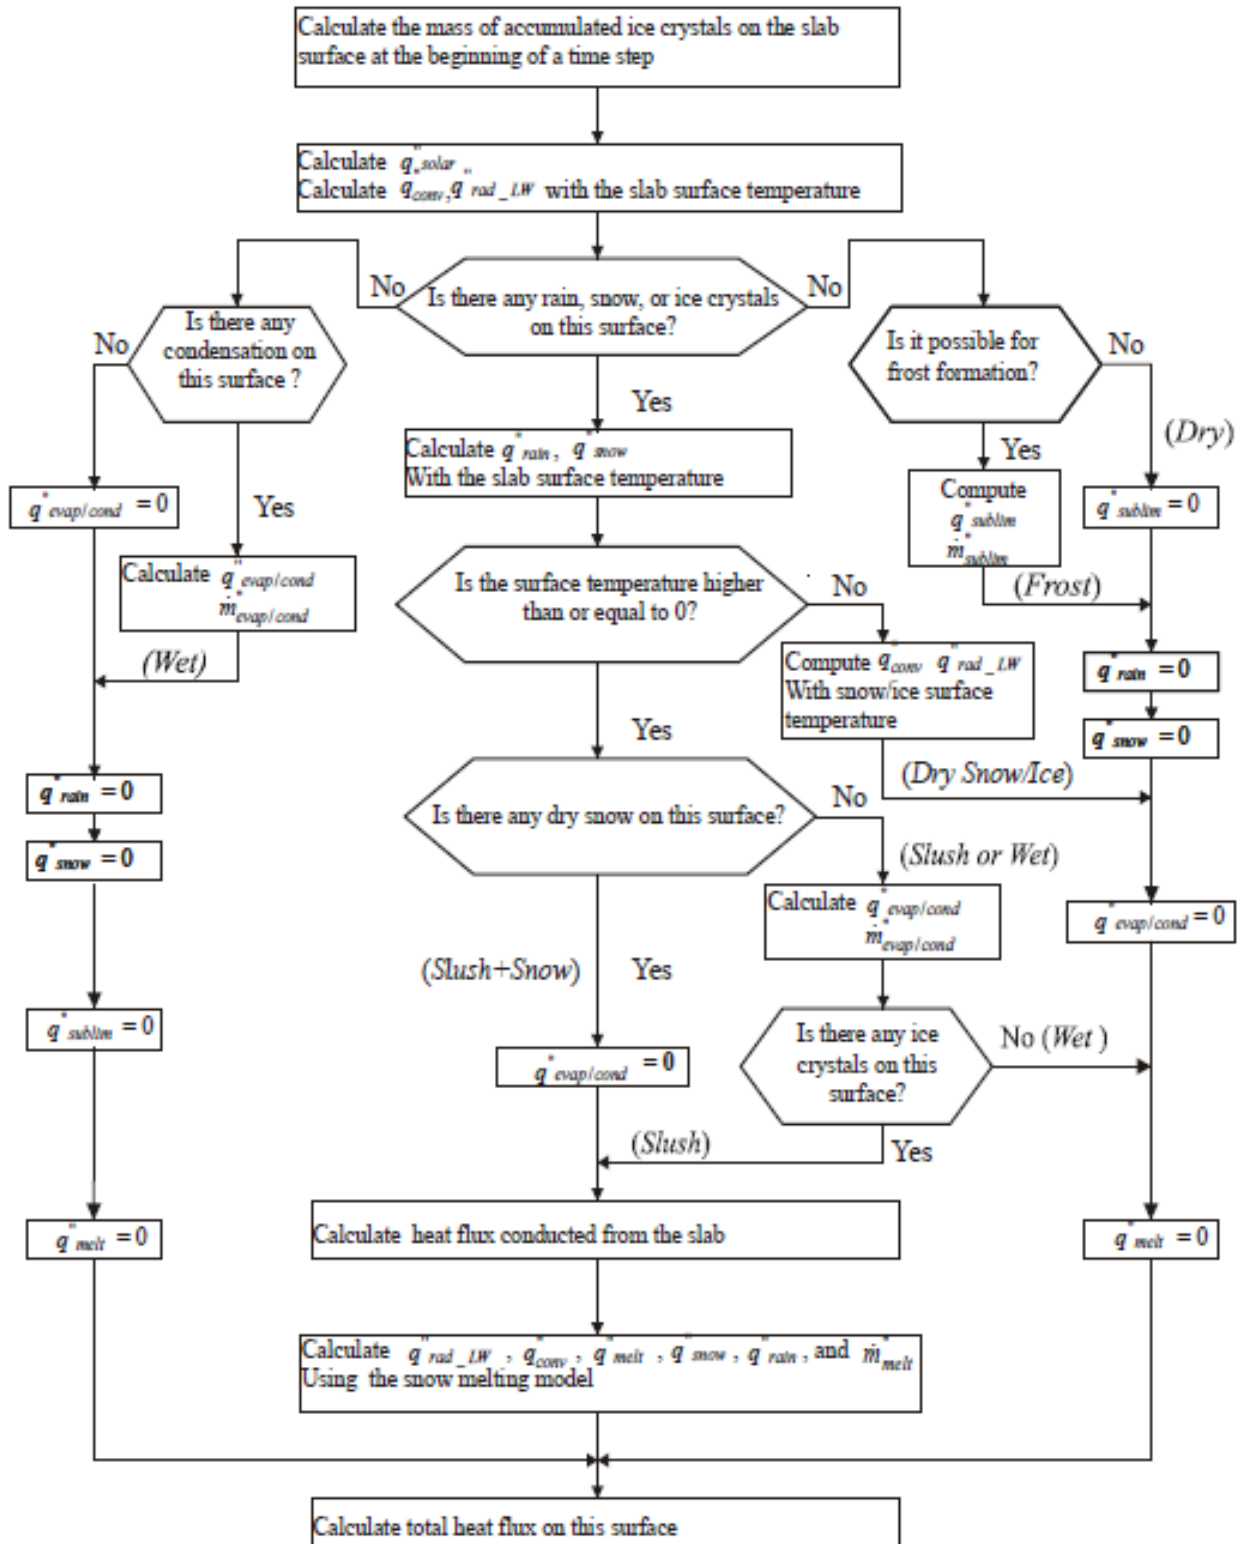 Calculate the mass of accumulated ice crystals on the slab
surface at the beginning of a time step
Calculate q"solar ,
Calculate q"conv, q"rad_LW with the slab surface temperature
No
Is there any rain, snow, or ice crystals
on this surface?
No
Is there any
condensation on
this surface ?
No
Is it possible for
frost formation?
No
Yes
(Dry)
Calculate q"rain, q"snow
With the slab surface temperature
Yes
Compute
q"sublim
ṁ"sublim
q"sublim = 0
q"evap/cond = 0
Yes
Calculate q"evap/cond
ṁ"evap/cond
Is the surface temperature higher
than or equal to 0?
No
(Frost)
(Wet)
Compute q"conv q"rad_LW
With snow/ice surface
temperature
q"rain = 0
Yes
q"snow = 0
(Dry Snow/Ice)
q"rain = 0
Is there any dry snow on this surface?
No
q"snow = 0
(Slush or Wet)
Calculate q"evap/cond
ṁ"evap/cond
q"evap/cond = 0
(Slush+Snow)
Yes
q"sublim = 0
Is there any ice
crystals on this
surface?
No (Wet )
q"evap/cond = 0
(Slush)
Yes
Calculate heat flux conducted from the slab
q"melt = 0
q"melt = 0
Calculate q"rad_LW , q"conv , q"melt , q"snow , q"rain , and ṁ"melt
Using the snow melting model
Calculate total heat flux on this surface